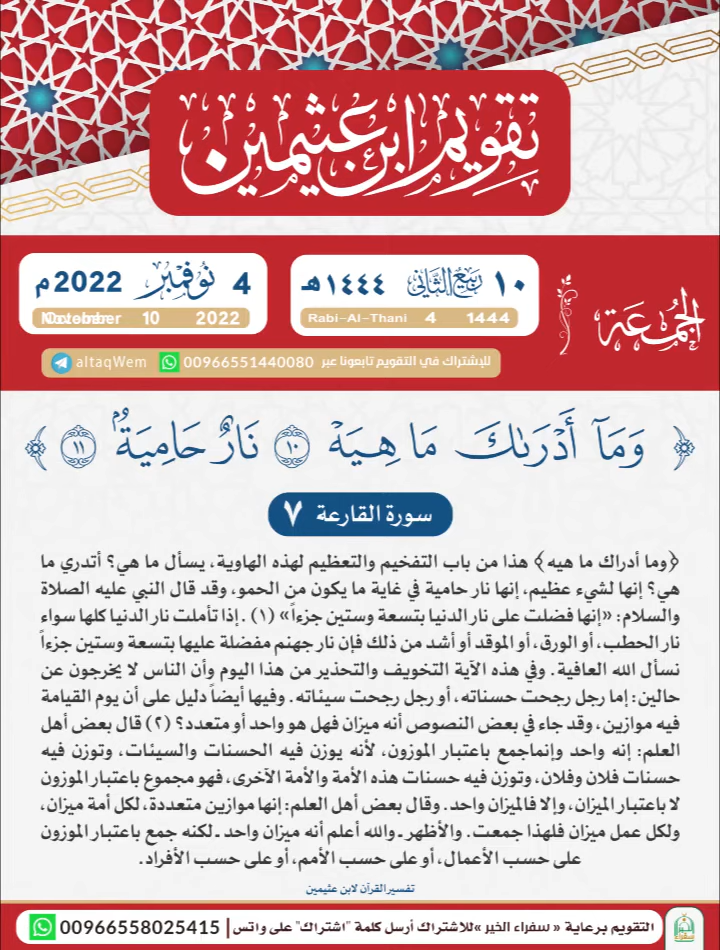 تقويم ابن عثيمين
الجمعة
١٠ ربيع الثاني ١٤٤٤هـ
Rabi-Al-Thani 4 1444
4 نوفمبر 2022م
10 2022
للإشتراك في التقويم تابعونا عبر 00966551440080 altaqWem
﴿ وَمَآ أَدْرَىٰكَ مَا هِيَهْ ۝١٠ نَارٌ حَامِيَةٌۢ ۝١١ ﴾
سورة القارعة ٧
﴿وما أدراك ما هيه﴾ هذا من باب التفخيم والتعظيم لهذه الهاوية، يسأل ما هي؟ أتدري ما
هي؟ إنها لشيء عظيم، إنها نار حامية في غاية ما يكون من الحمو، وقد قال النبي عليه الصلاة
والسلام: «إنها فضلت على نار الدنيا بتسعة وستين جزءاً» (١) . إذا تأملت نار الدنيا كلها سواء
نار الحطب، أو الورق، أو الموقد أو أشد من ذلك فإن نار جهنم مفضلة عليها بتسعة وستين جزءاً
نسأل الله العافية. وفي هذه الآية التخويف والتحذير من هذا اليوم وأن الناس لا يخرجون عن
حالين: إما رجل رجحت حسناته، أو رجل رجحت سيئاته. وفيها أيضاً دليل على أن يوم القيامة
فيه موازين، وقد جاء في بعض النصوص أنه ميزان فهل هو واحد أو متعدد؟ (٢) قال بعض أهل
العلم: إنه واحد وإنماجمع باعتبار الموزون، لأنه يوزن فيه الحسنات والسيئات، وتوزن فيه
حسنات فلان وفلان، وتوزن فيه حسنات هذه الأمة والأمة الآخرى، فهو مجموع باعتبار الموزون
لا باعتبار الميزان، وإلا فالميزان واحد. وقال بعض أهل العلم: إنها موازين متعددة، لكل أمة ميزان،
ولكل عمل ميزان فلهذا جمعت. والأظهر ـ والله أعلم أنه ميزان واحد ـ لكنه جمع باعتبار الموزون
على حسب الأعمال، أو على حسب الأمم، أو على حسب الأفراد.
تفسير القرآن لابن عثيمين
التقويم برعاية « سفراء الخير »للاشتراك أرسل كلمة "اشتراك" على واتس | 00966558025415
سفراء